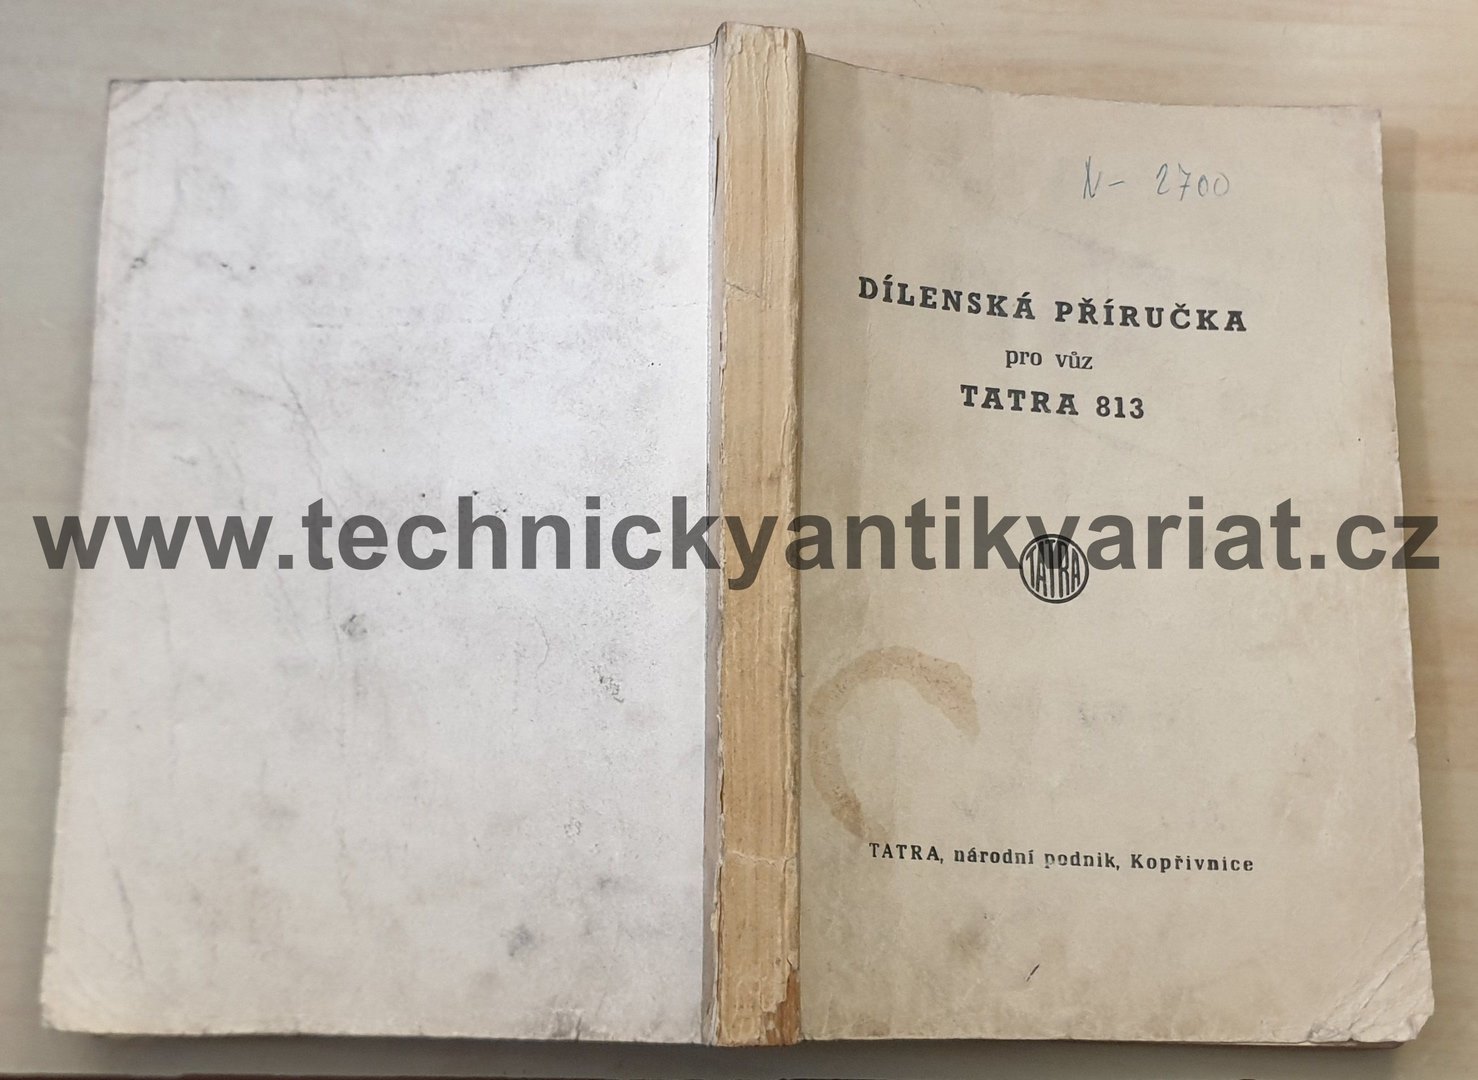 N- 2700
DÍLENSKÁ PŘÍRUČKA
pro vůz
TATRA 813
www.technickyantikvariat.cz
TATRA
TATRA, národní podnik, Kopřivnice